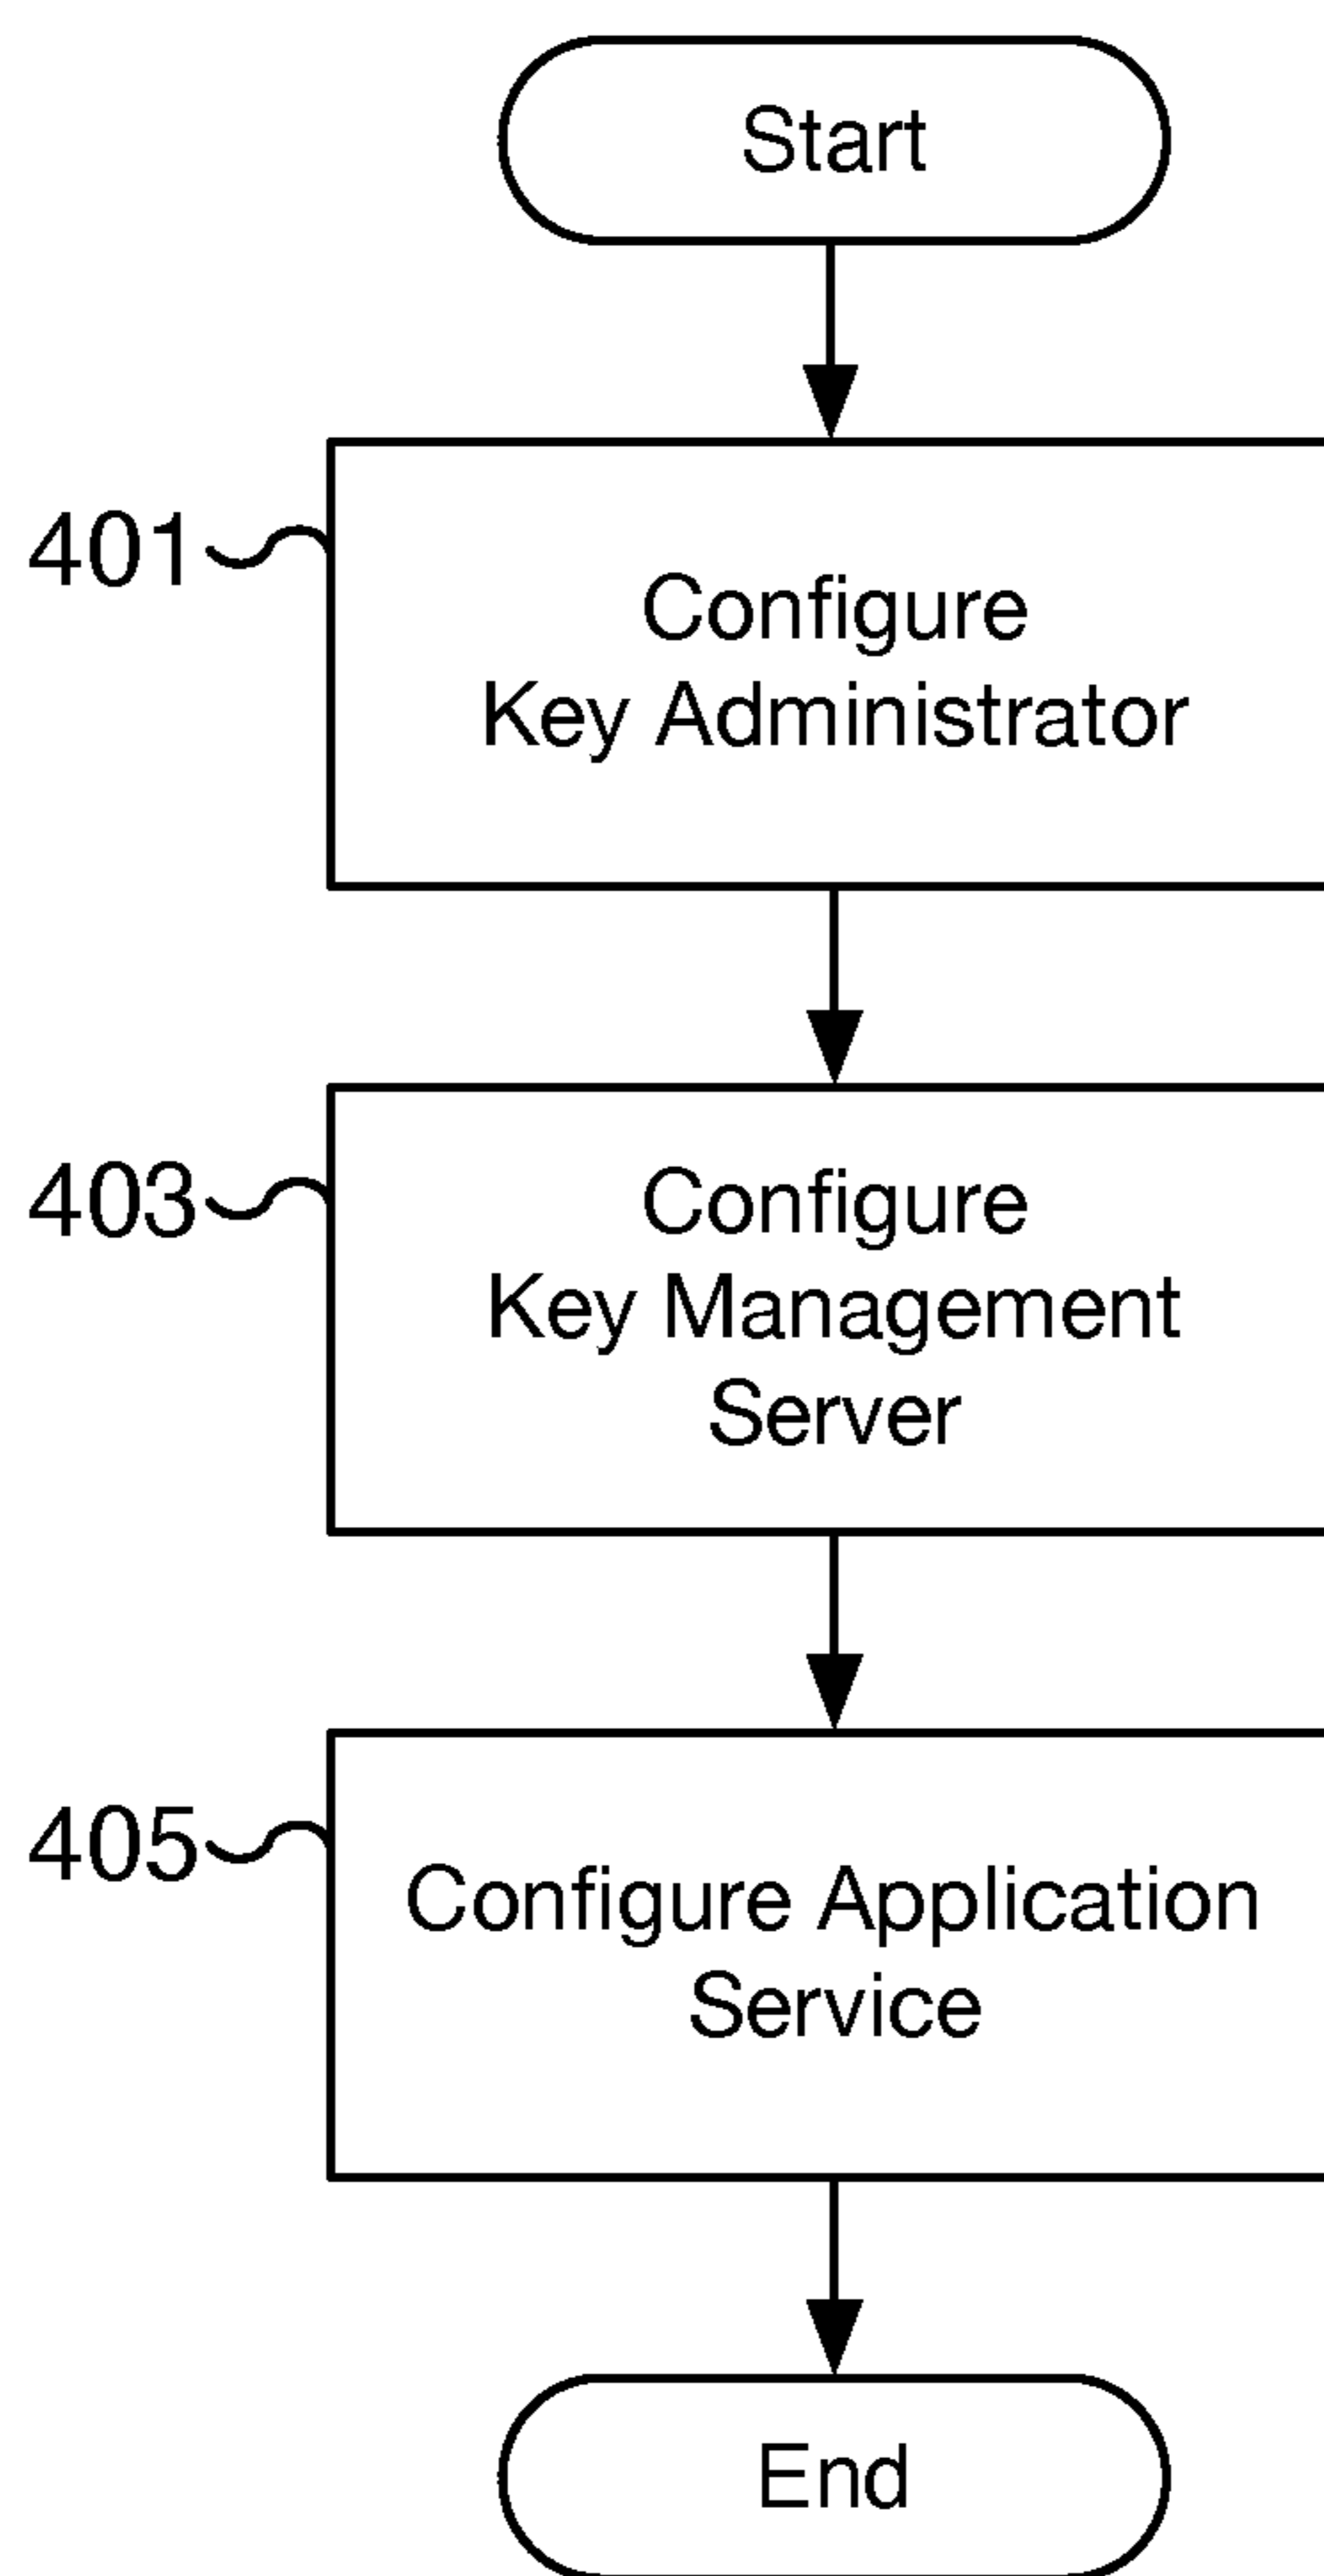 Start
401
Configure
Key Administrator
403
Configure
Key Management
Server
405
Configure Application
Service
End